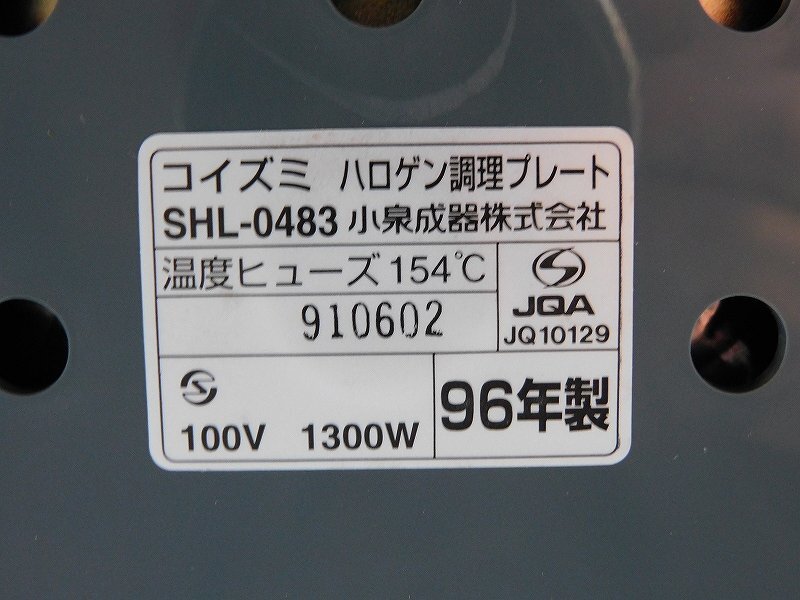 コイズミ ハロゲン調理プレート
SHL-0483 小泉成器株式会社
温度ヒューズ 154℃
910602
JQA
JQ10129
100V 1300W
96年製